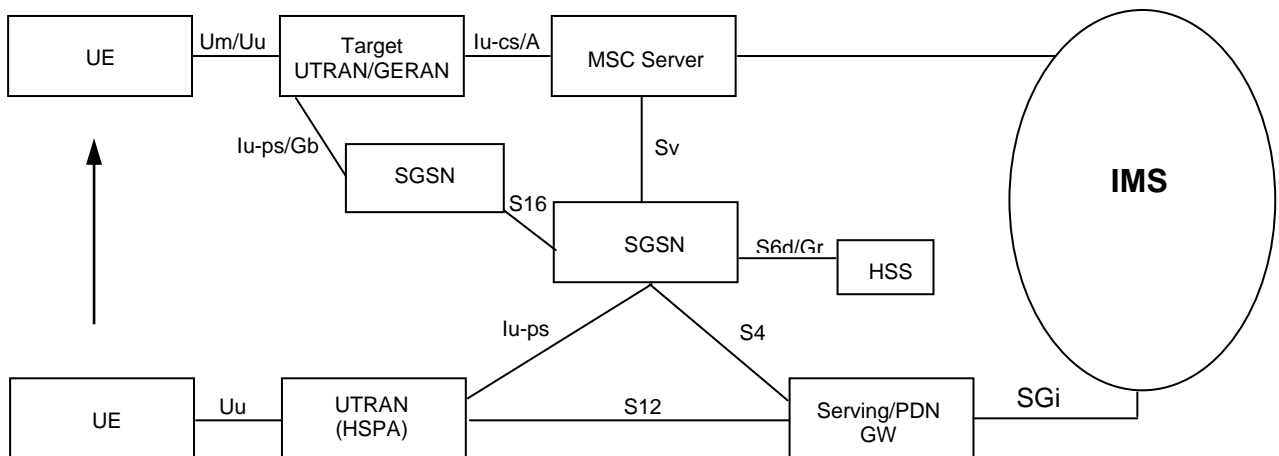 UE
Um/Uu
Target
UTRAN/GERAN
Iu-cs/A
MSC Server
Iu-ps/Gb
SGSN
S16
Sv
SGSN
S6d/Gr
HSS
IMS
Iu-ps
S4
UE
Uu
UTRAN
(HSPA)
S12
Serving/PDN
GW
SGi